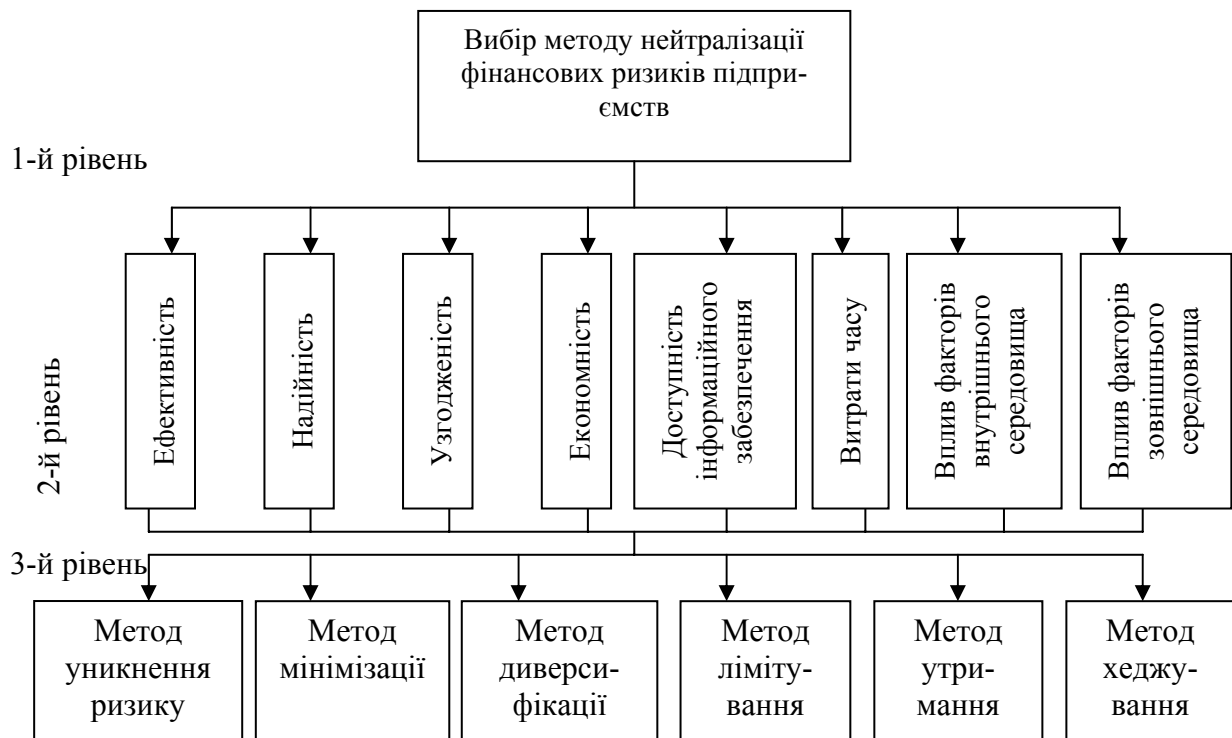 Вибір методу нейтралізації
фінансових ризиків підпри-
ємств
1-й рівень
Ефективність
Надійність
Узгодженість
Економність
Доступність
інформаційного
забезпечення
Витрати часу
Вплив факторів
внутрішнього
середовища
Вплив факторів
зовнішнього
середовища
2-й рівень
3-й рівень
Метод
уникнення
ризику
Метод
мінімізації
Метод
диверси-
фікації
Метод
ліміту-
вання
Метод
утри-
мання
Метод
хеджу-
вання